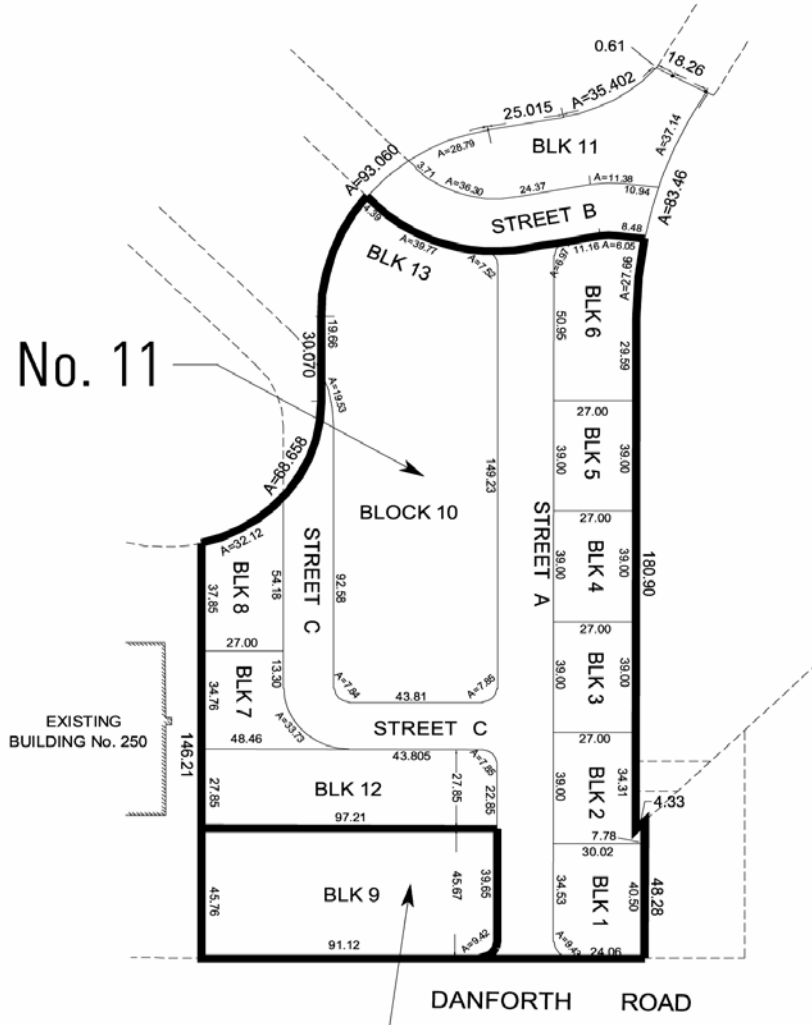 0.61
18.26
A=35.402
25.015
A=37.14
A=28.79
BLK 11
A=93.060
3.71
A=36.30
24.37
A=11.38
10.94
A=83.46
STREET B
8.48
4.39
A=39.77
BLK 13
A=7.52
A=6.97
11.16
A=6.05
A=27.66
BLK 6
50.95
29.59
19.66
30.070
No. 11
A=19.53
27.00
A=68.658
149.23
39.00
BLK 5
39.00
BLOCK 10
27.00
A=32.12
STREET C
STREET A
39.00
BLK 4
39.00
180.90
54.18
92.58
37.85
BLK 8
27.00
27.00
13.30
BLK 7
34.76
A=7.84
A=7.85
39.00
BLK 3
39.00
43.81
EXISTING
BUILDING No. 250
146.21
A=33.73
STREET C
27.00
48.46
43.805
A=7.85
27.85
BLK 12
27.85
22.85
39.00
BLK 2
34.31
4.33
97.21
7.78
30.02
45.76
BLK 9
45.67
39.65
34.53
BLK 1
40.50
48.28
91.12
A=9.42
A=9.43
24.06
DANFORTH ROAD